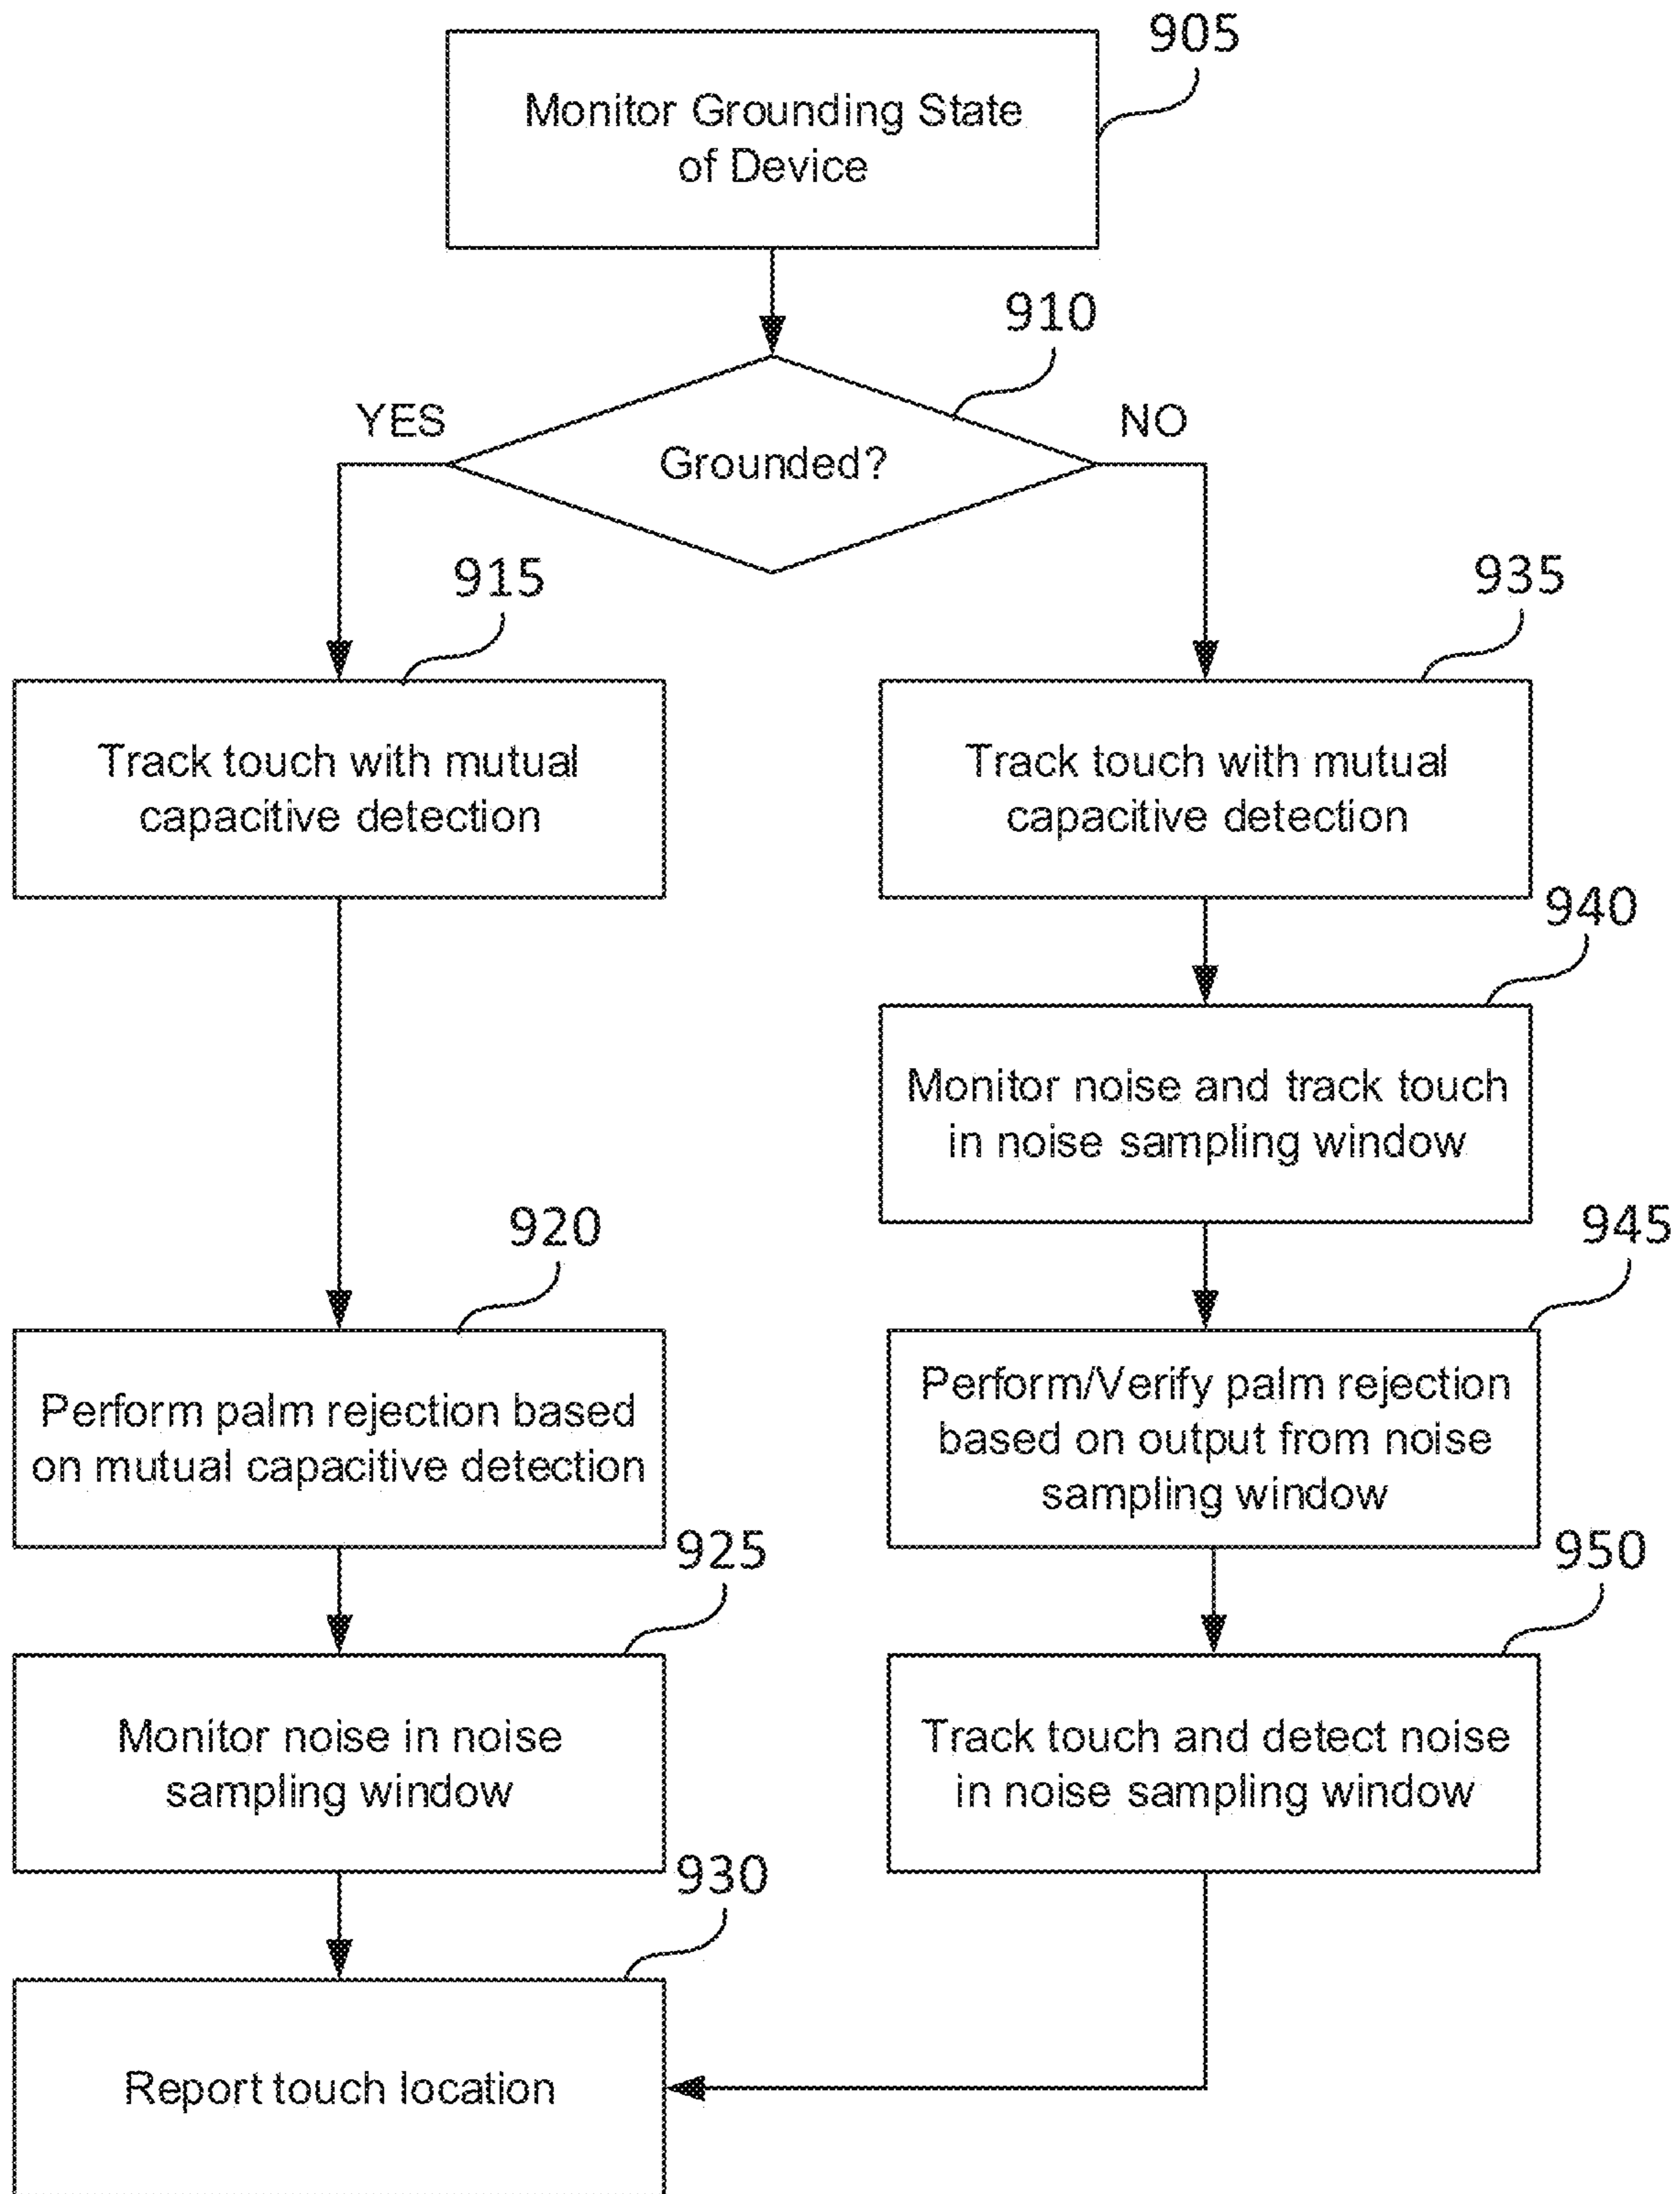 905
Monitor Grounding State
of Device
910
YES
NO
Grounded?
915
935
Track touch with mutual
capacitive detection
Track touch with mutual
capacitive detection
940
Monitor noise and track touch
in noise sampling window
920
945
Perform palm rejection based
on mutual capacitive detection
Perform/Verify palm rejection
based on output from noise
sampling window
925
950
Monitor noise in noise
sampling window
Track touch and detect noise
in noise sampling window
930
Report touch location